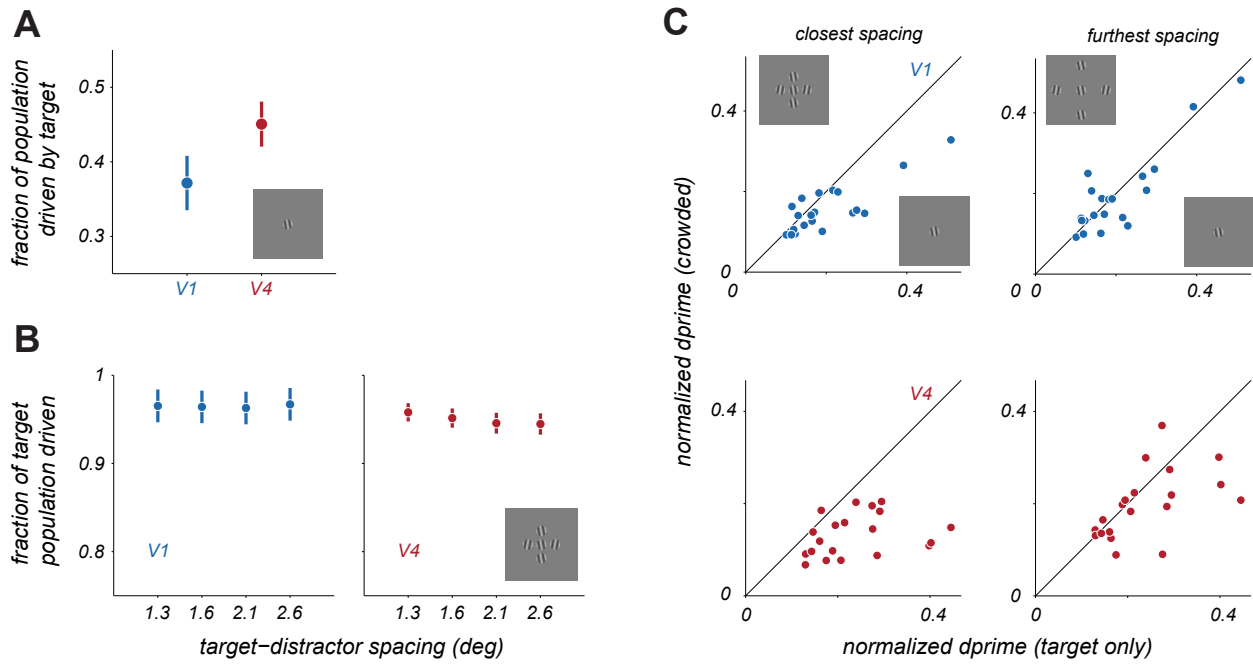 A
fraction of population
driven by target
0.5
0.4
0.3
V1
V4
B
fraction of target
population driven
1
0.9
0.8
V1
V4
1.3
1.6
2.1
2.6
1.3
1.6
2.1
2.6
target−distractor spacing (deg)
C
closest spacing
furthest spacing
normalized dprime (crowded)
V1
0.4
0
0
0.4
0.4
0
0
0.4
V4
0.4
0
0
0.4
0.4
0
0
0.4
normalized dprime (target only)